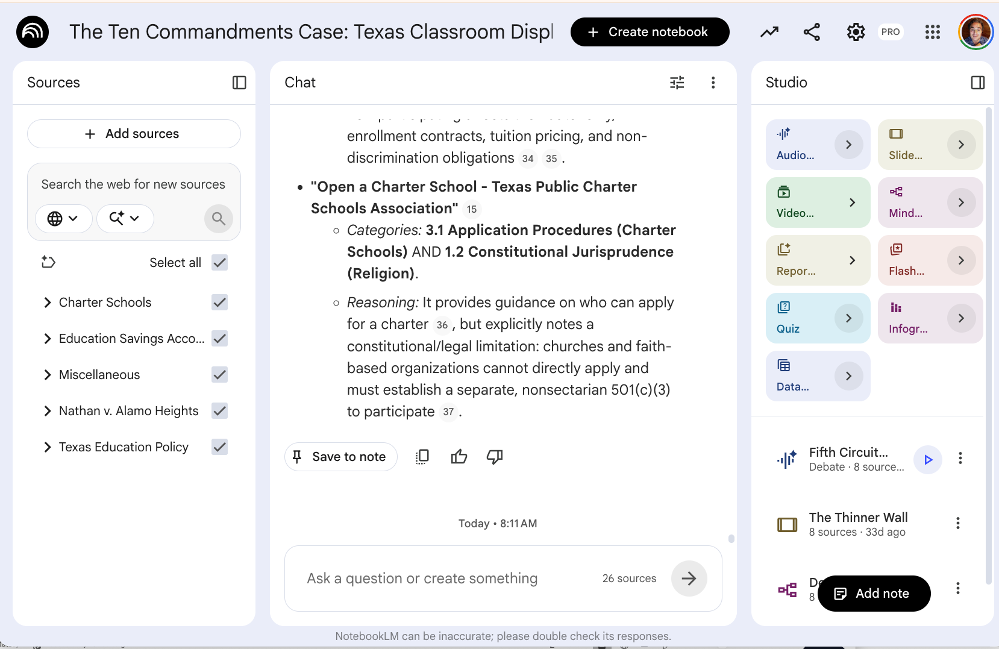 The Ten Commandments Case: Texas Classroom Displ
Create notebook
PRO
Sources
Add sources
Search the web for new sources
Select all
Charter Schools
Education Savings Acco...
Miscellaneous
Nathan v. Alamo Heights
Texas Education Policy
Chat
enrollment contracts, tuition pricing, and non-
discrimination obligations 34 35 .
• "Open a Charter School - Texas Public Charter
Schools Association" 15
○ Categories: 3.1 Application Procedures (Charter
Schools) AND 1.2 Constitutional Jurisprudence
(Religion).
○ Reasoning: It provides guidance on who can apply
for a charter 36 , but explicitly notes a
constitutional/legal limitation: churches and faith-
based organizations cannot directly apply and
must establish a separate, nonsectarian 501(c)(3)
to participate 37 .
Save to note
Today • 8:11 AM
Ask a question or create something
26 sources
NotebookLM can be inaccurate; please double check its responses.
Studio
Audio...
Slide...
Video...
Mind...
Repor...
Flash...
Quiz
Infogr...
Data...
Fifth Circuit...
Debate · 8 source...
The Thinner Wall
8 sources · 33d ago
8
Add note